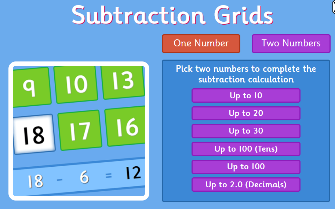 Subtraction Grids
One Number
Two Numbers
Pick two numbers to complete the
subtraction calculation
Up to 10
Up to 20
Up to 30
Up to 100 (Tens)
Up to 100
Up to 2.0 (Decimals)
9 10 13
18 17 16
18 - 6 = 12